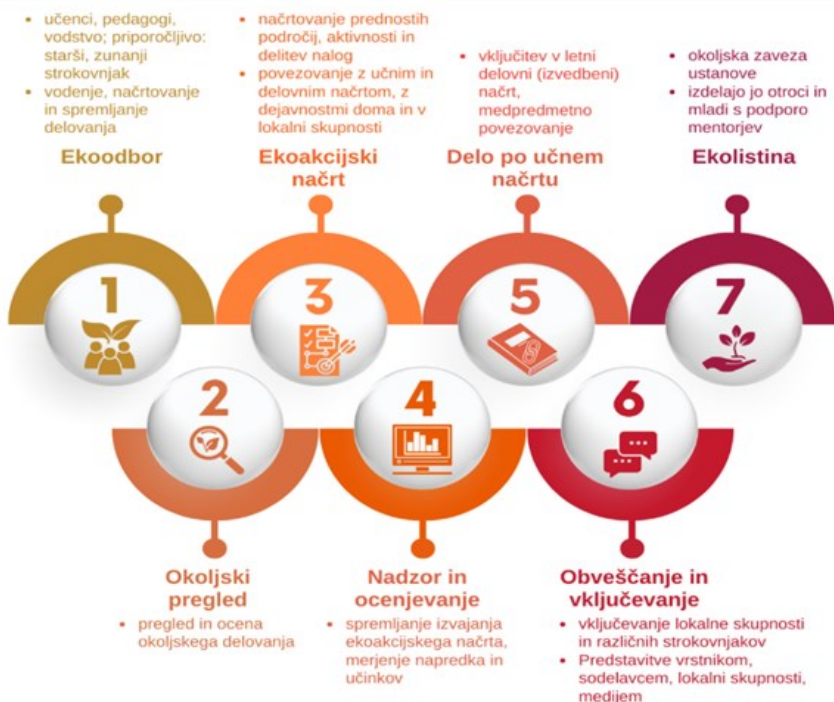 • učenci, pedagogi,
vodstvo; priporočljivo:
starši, zunanji
strokovnjak
• vodenje, načrtovanje
in spremljanje
delovanja
Ekoodbor
1
• načrtovanje prednostih
področij, aktivnosti in
delitev nalog
• povezovanje z učnim in
delovnim načrtom, z
dejavnostmi doma in v
lokalni skupnosti
Ekoakcijski
načrt
3
• vključitev v letni
delovni (izvedbeni)
načrt,
medpredmetno
povezovanje
Delo po učnem
načrtu
5
• okoljska zaveza
ustanove
• izdelajo jo otroci in
mladi s podporo
mentorjev
Ekolistina
7
2
Okoljski
pregled
• pregled in ocena
okoljskega delovanja
4
Nadzor in
ocenjevanje
• spremljanje izvajanja
ekoakcijskega načrta,
merjenje napredka in
učinkov
6
Obveščanje in
vključevanje
• vključevanje lokalne skupnosti
in različnih strokovnjakov
• Predstavitve vrstnikom,
sodelavcem, lokalni skupnosti,
medijem